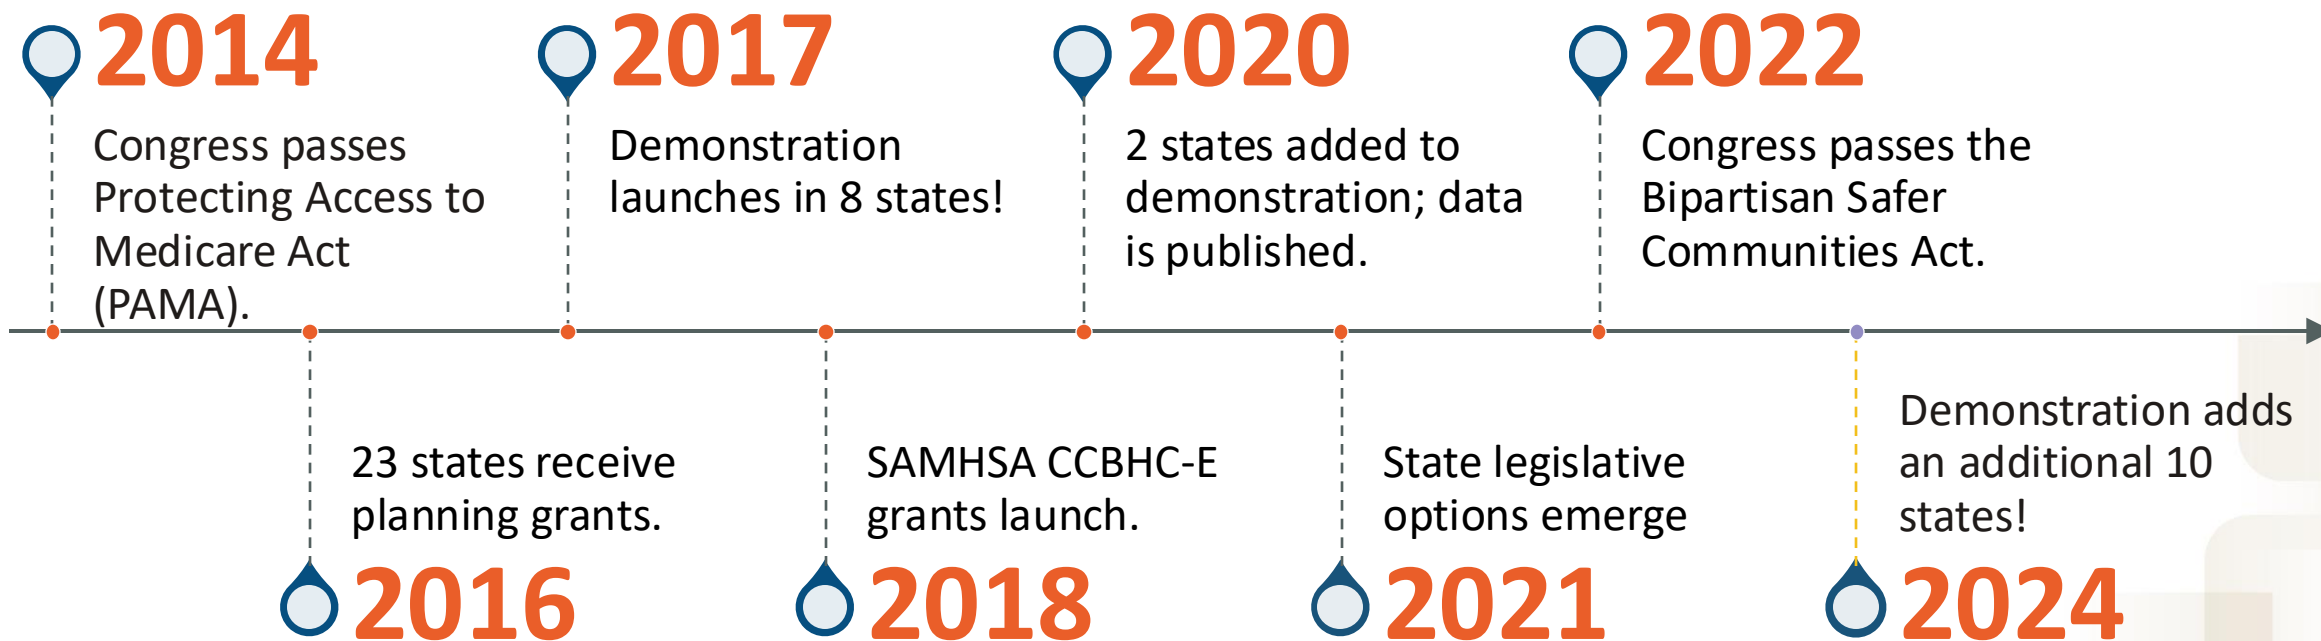 2014
Congress passes
Protecting Access to
Medicare Act
(PAMA).
2017
Demonstration
launches in 8 states!
2020
2 states added to
demonstration; data
is published.
2022
Congress passes the
Bipartisan Safer
Communities Act.
23 states receive
planning grants.
2016
SAMHSA CCBHC-E
grants launch.
2018
State legislative
options emerge
2021
Demonstration adds
an additional 10
states!
2024